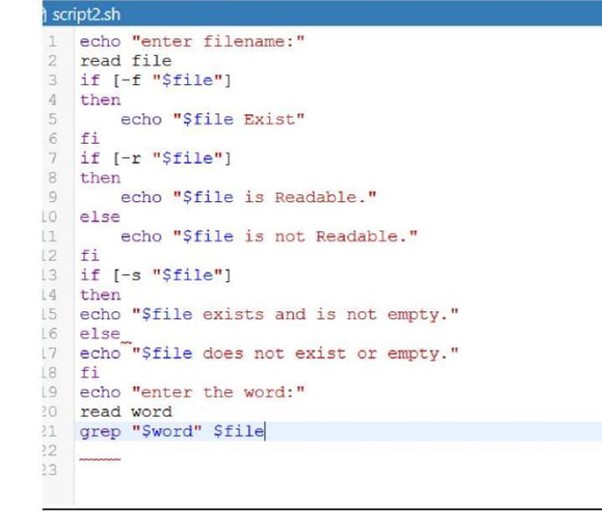 script2.sh
1 echo "enter filename:"
2 read file
3 if [-f "$file"]
4 then
5 echo "$file Exist"
6 fi
7 if [-r "$file"]
8 then
9 echo "$file is Readable."
10 else
11 echo "$file is not Readable."
12 fi
13 if [-s "$file"]
14 then
15 echo "$file exists and is not empty."
16 else
17 echo "$file does not exist or empty."
18 fi
19 echo "enter the word:"
20 read word
21 grep "$word" $file
22
23